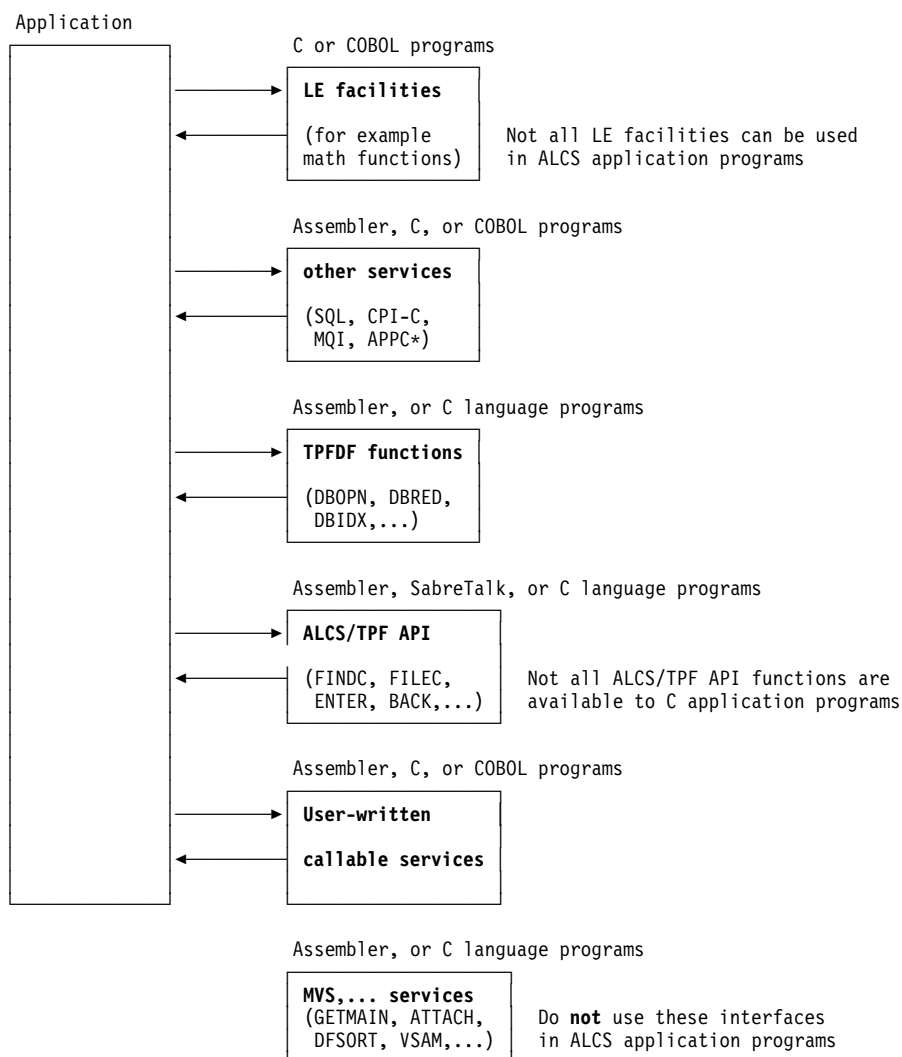 Application
C or COBOL programs
LE facilities
(for example
math functions)
Not all LE facilities can be used
in ALCS application programs
Assembler, C, or COBOL programs
other services
(SQL, CPI-C,
MQI, APPC*)
Assembler, or C language programs
TPFDF functions
(DBOPN, DBRED,
DBIDX,...)
Assembler, SabreTalk, or C language programs
ALCS/TPF API
(FINDC, FILEC,
ENTER, BACK,...)
Not all ALCS/TPF API functions are
available to C application programs
Assembler, C, or COBOL programs
User-written
callable services
Assembler, or C language programs
MVS,... services
(GETMAIN, ATTACH,
DFSORT, VSAM,...)
Do not use these interfaces
in ALCS application programs